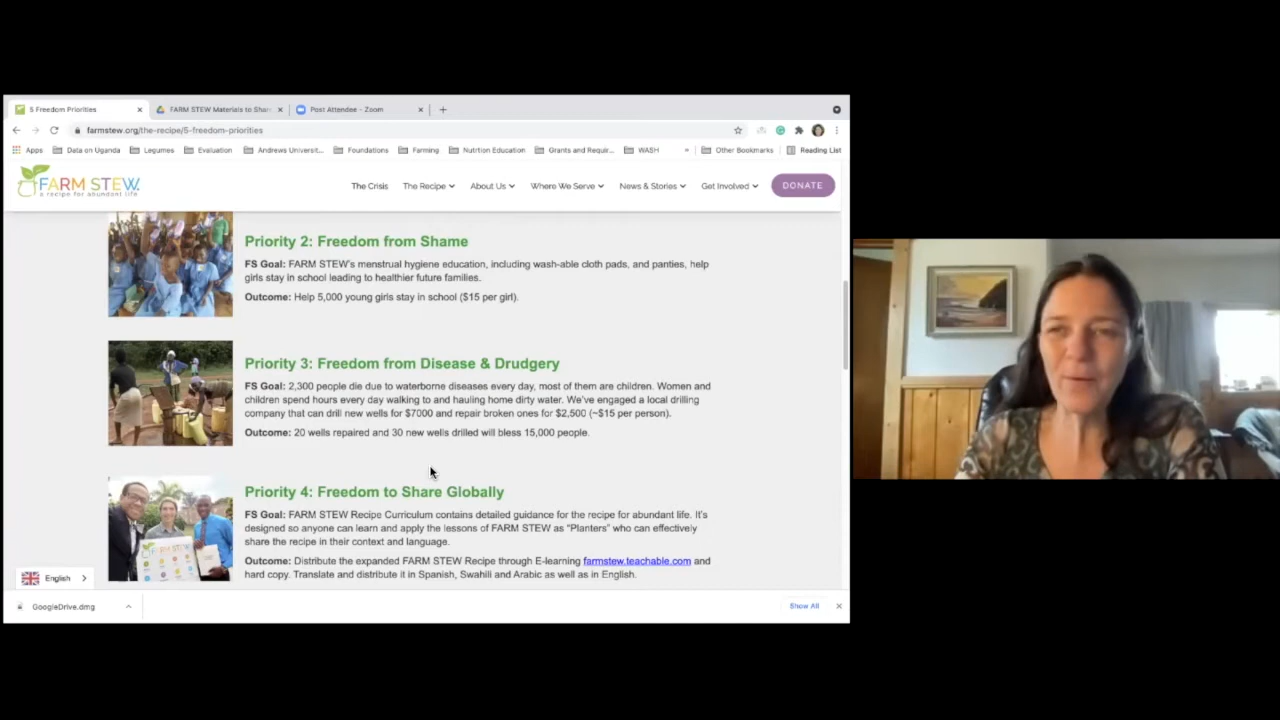 5 Freedom Priorities
FARM STEW Materials to Shar
Post Attendee - Zoom
farmstew.org/the-recipe/5-freedom-priorities
Apps Data on Uganda Legumes Evaluation Andrews Universit... Foundations Farming Nutrition Education Grants and Requir... WASH » Other Bookmarks Reading List
FARM STEW
a recipe for abundant life
The Crisis The Recipe About Us Where We Serve News & Stories Get Involved DONATE
Priority 2: Freedom from Shame
FS Goal: FARM STEW's menstrual hygiene education, including wash-able cloth pads, and panties, help
girls stay in school leading to healthier future families.
Outcome: Help 5,000 young girls stay in school ($15 per girl).
Priority 3: Freedom from Disease & Drudgery
FS Goal: 2,300 people die due to waterborne diseases every day, most of them are children. Women and
children spend hours every day walking to and hauling home dirty water. We've engaged a local drilling
company that can drill new wells for $7000 and repair broken ones for $2,500 (~$15 per person).
Outcome: 20 wells repaired and 30 new wells drilled will bless 15,000 people.
Priority 4: Freedom to Share Globally
FS Goal: FARM STEW Recipe Curriculum contains detailed guidance for the recipe for abundant life. It's
designed so anyone can learn and apply the lessons of FARM STEW as "Planters" who can effectively
share the recipe in their context and language.
Outcome: Distribute the expanded FARM STEW Recipe through E-learning farmstew.teachable.com and
hard copy. Translate and distribute it in Spanish, Swahili and Arabic as well as in English.
FARM STEW
English
GoogleDrive.dmg
Show All